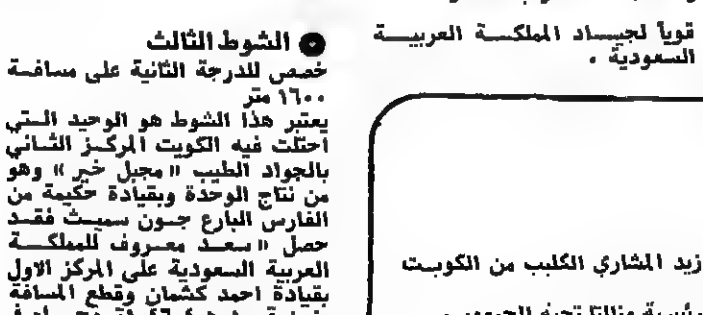 قوياً لجيساد المملكسة العربيسة
السعودية .
زيد المشاري الكليب من الكويت
الشوط الثالث
خصص للدرجة الثانية على مسافة
١٦٠٠ متر
يعتبر هذا الشوط هو الوحيد التي
احتلت فيه الكويت المركز الثاني
بالجواد الطيب « مجبل خير » وهو
من نتاج الوحدة وبقيادة حكيمة من
الفارس البارع جون سميث فقد
حصل « سعد معروف للمملكة
العربية السعودية على المركز الاول
بقيادة احمد كشمان وقطع المسافة